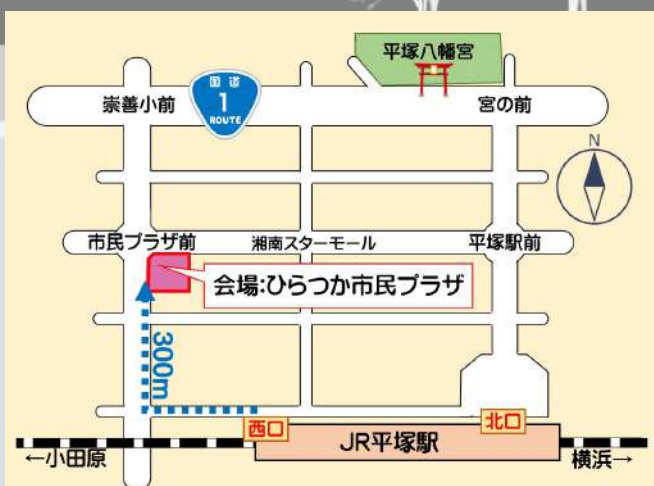 平塚八幡宮
国道
1
ROUTE
崇善小前
宮の前
N
市民プラザ前
湘南スターモール
平塚駅前
会場:ひらつか市民プラザ
300m
西口
北口
JR平塚駅
←小田原
横浜→